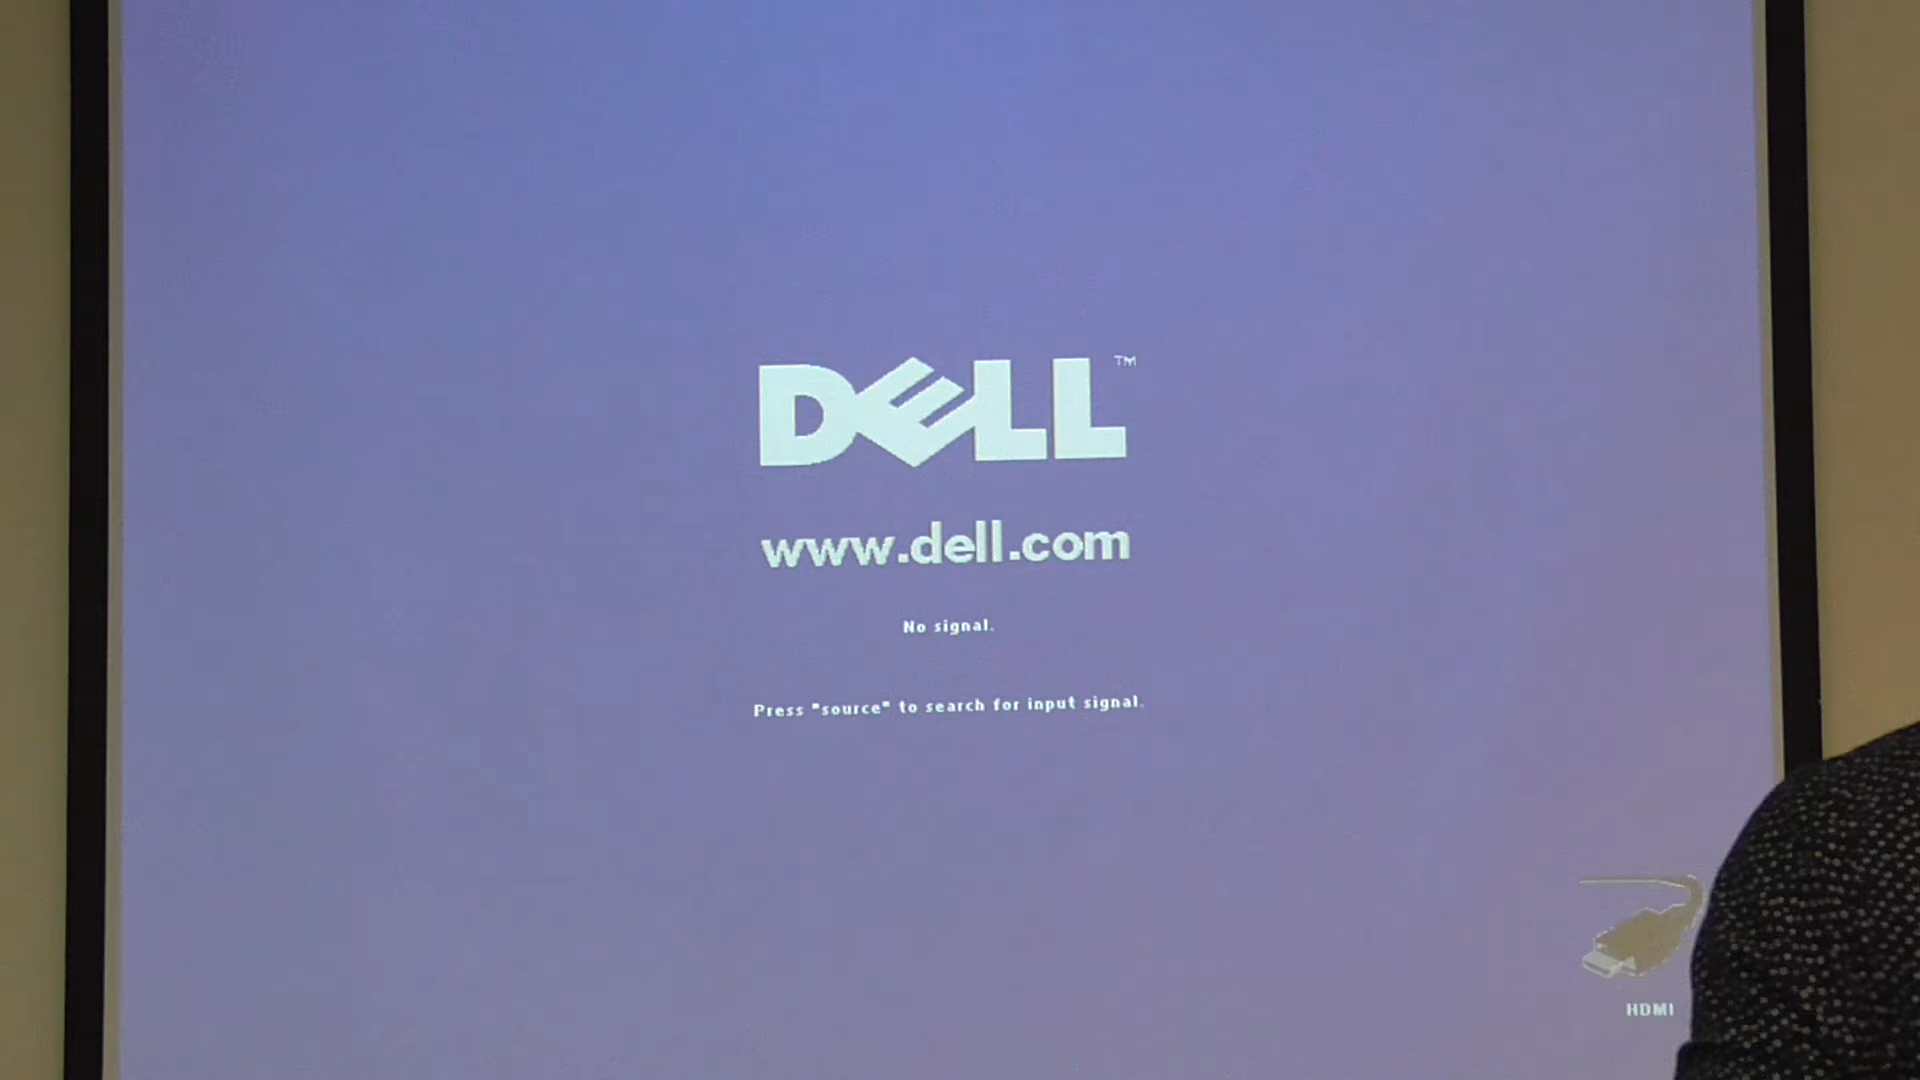 DELL™
www.dell.com
No signal.
Press "source" to search for input signal.
HDMI